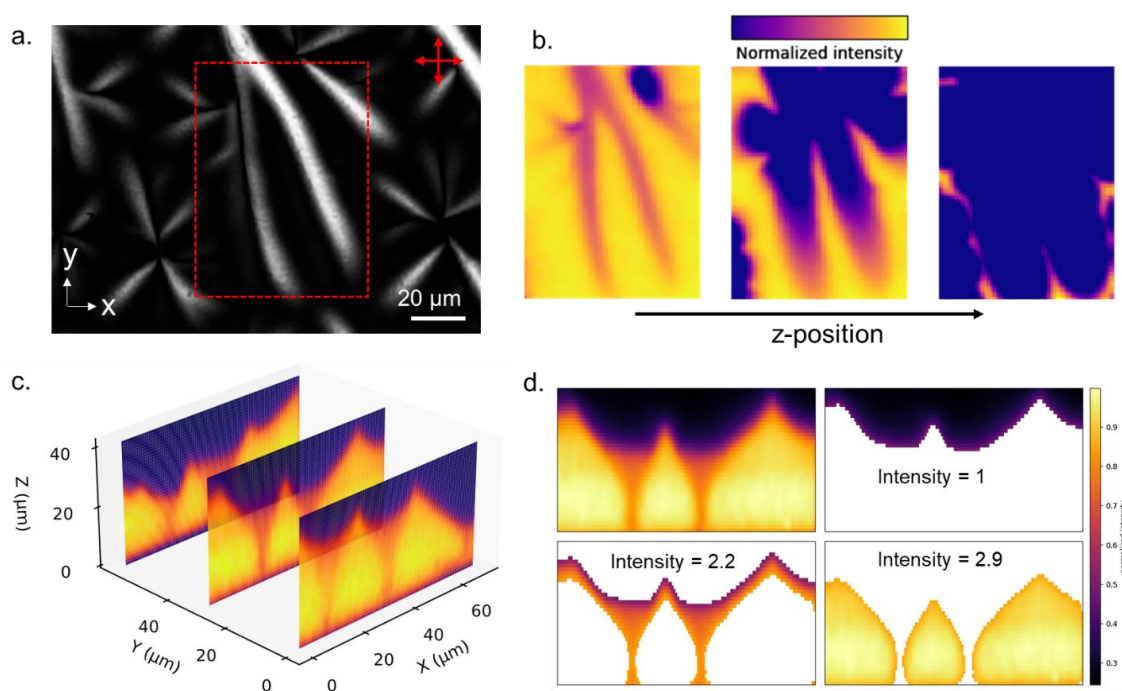 a.
y
x
20 µm
b.
Normalized intensity
z-position
c.
40
20
0
Z (µm)
40
20
0
Y (µm)
0
20
40
60
X (µm)
d.
Intensity = 1
Intensity = 2.2
Intensity = 2.9
0.9
0.8
0.7
0.6
0.5
0.4
0.3
normalized intensity